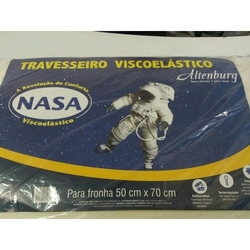 TRAVESSEIRO VISCOELÁSTICO
Altenburg
A Revolução do Conforto
NASA
Viscoelástico
Para fronha 50 cm x 70 cm